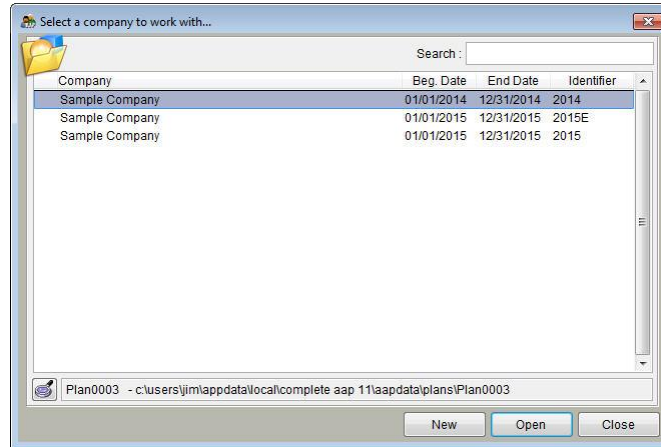 Select a company to work with...
Search :
Company Beg. Date End Date Identifier
Sample Company 01/01/2014 12/31/2014 2014
Sample Company 01/01/2015 12/31/2015 2015E
Sample Company 01/01/2015 12/31/2015 2015
Plan0003 - c:\users\jim\appdata\local\complete aap 11\aapdata\plans\Plan0003
New Open Close